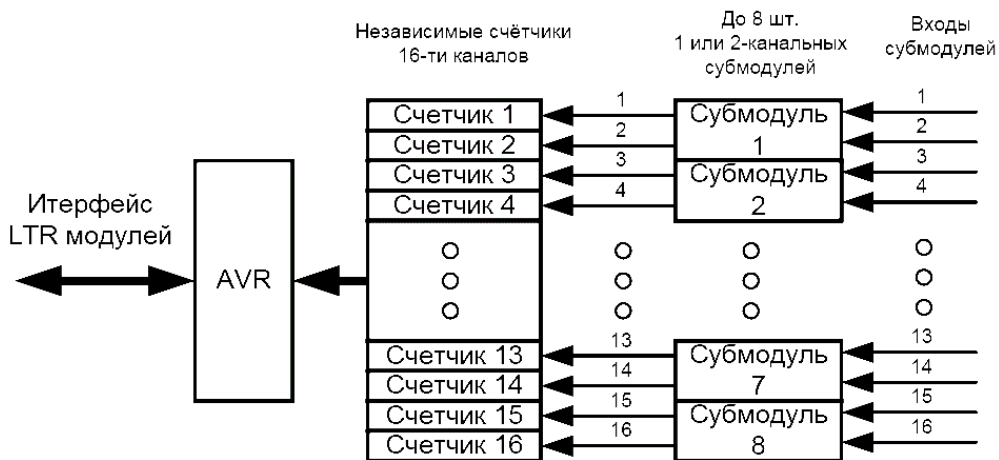 Независимые счётчики
16-ти каналов
До 8 шт.
1 или 2-канальных
субмодулей
Входы
субмодулей
Итерфейс
LTR модулей
AVR
Счетчик 1
Счетчик 2
Счетчик 3
Счетчик 4
Счетчик 13
Счетчик 14
Счетчик 15
Счетчик 16
1
2
3
4
13
14
15
16
Субмодуль
1
Субмодуль
2
Субмодуль
7
Субмодуль
8
1
2
3
4
13
14
15
16